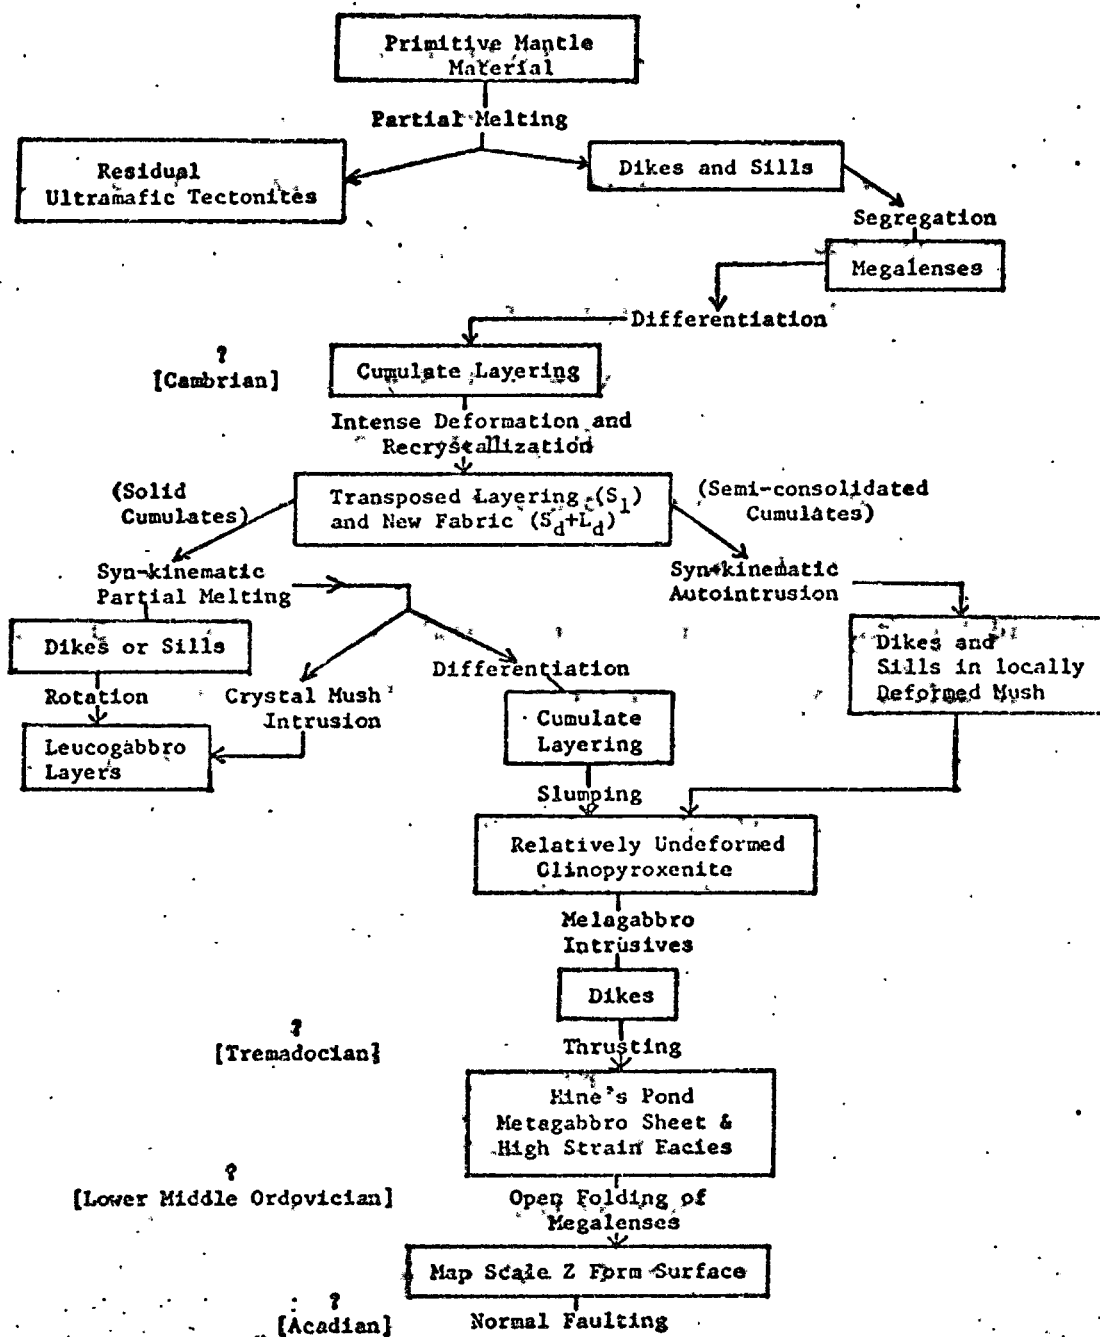 Primitive Mantle
Material
Partial Melting
Residual
Ultramafic Tectonites
Dikes and Sills
Segregation
Megalenses
Differentiation
?
[Cambrian]
Cumulate Layering
Intense Deformation and
Recrystallization
(Solid
Cumulates)
Transposed Layering (S_l)
and New Fabric (S_d+L_d)
(Semi-consolidated
Cumulates)
Syn-kinematic
Partial Melting
Syn-kinematic
Autointrusion
Dikes or Sills
Dikes and
Sills in locally
Deformed Mush
Rotation
Crystal Mush
Intrusion
Differentiation
Leucogabbro
Layers
Cumulate
Layering
Slumping
Relatively Undeformed
Clinopyroxenite
Melagabbro
Intrusives
Dikes
?
[Tremadocian]
Thrusting
Hine's Pond
Metagabbro Sheet &
High Strain Facies
?
[Lower Middle Ordovician]
Open Folding of
Megalenses
Map Scale Z Form Surface
?
[Acadian]
Normal Faulting